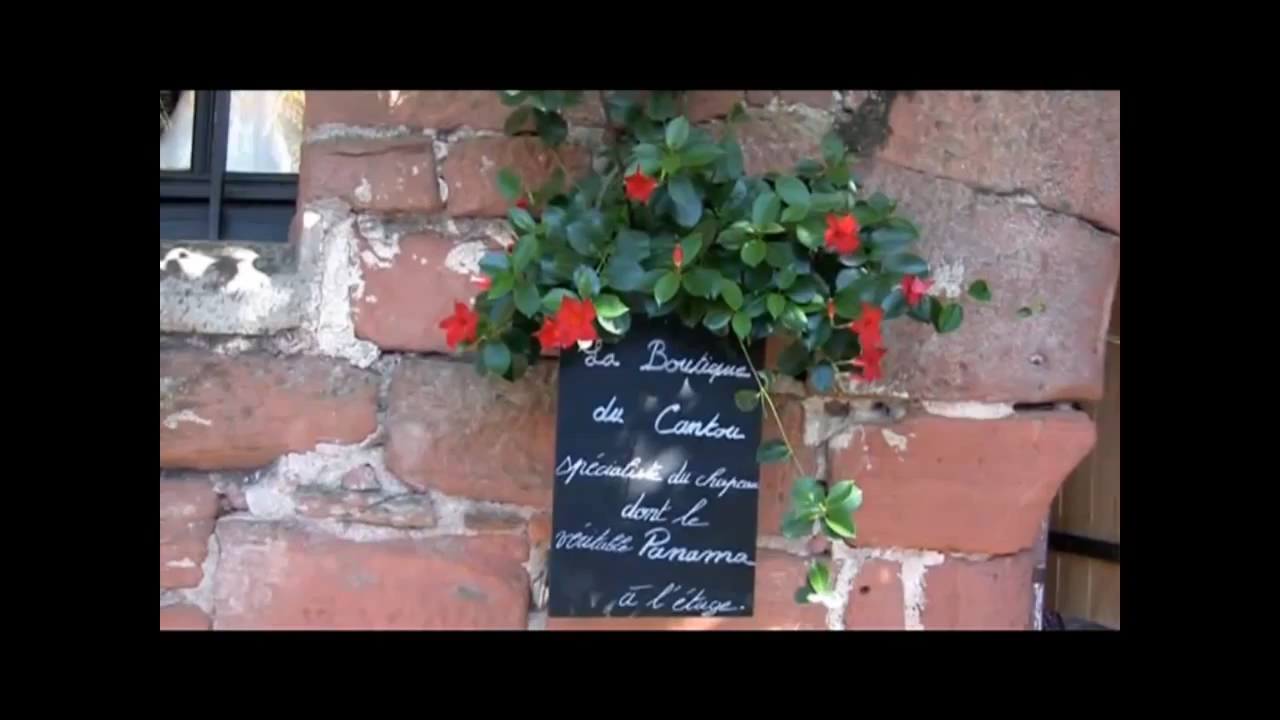 La Boutique
du Cantou
spécialiste du chapeau
dont le
véritable Panama
à l'étage.